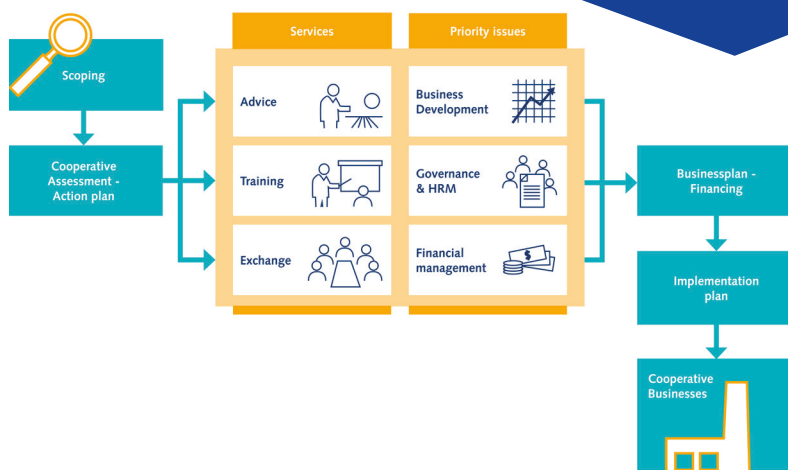 Services
Priority issues
Scoping
Advice
Business
Development
Cooperative
Assessment -
Action plan
Training
Governance
& HRM
Businessplan -
Financing
Exchange
Financial
management
$
Implementation
plan
Cooperative
Businesses